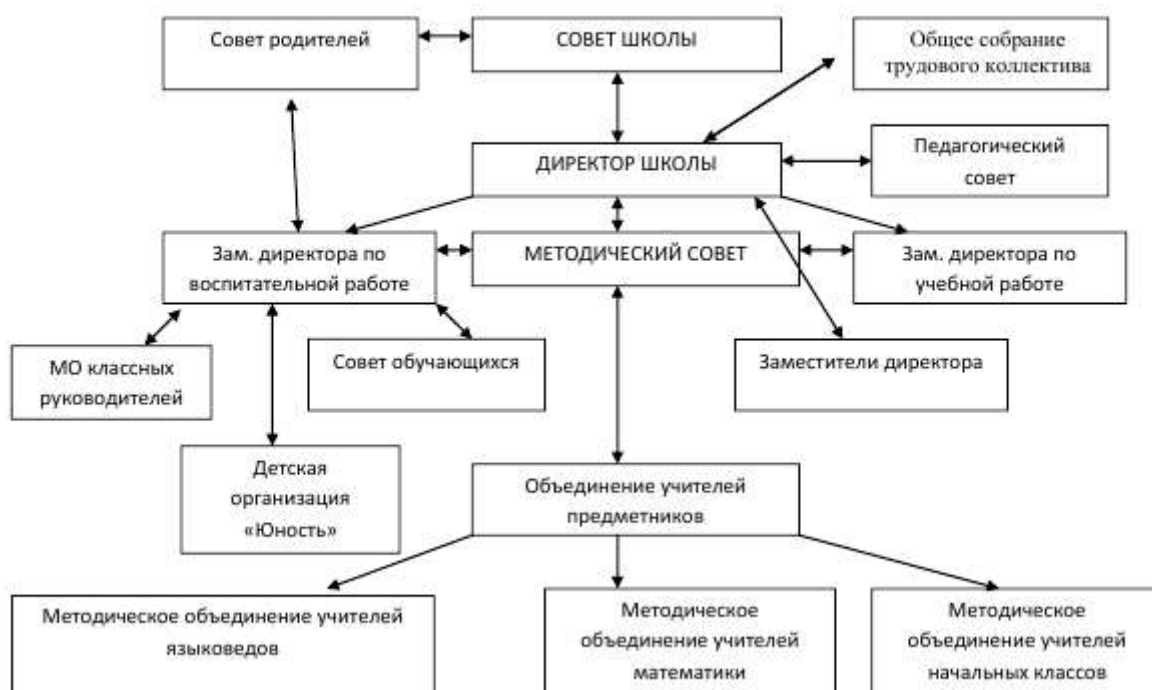 Совет родителей
СОВЕТ ШКОЛЫ
Общее собрание
трудового коллектива
ДИРЕКТОР ШКОЛЫ
Педагогический
совет
Зам. директора по
воспитательной работе
МЕТОДИЧЕСКИЙ СОВЕТ
Зам. директора по
учебной работе
МО классных
руководителей
Совет обучающихся
Заместители директора
Детская
организация
«Юность»
Объединение учителей
предметников
Методическое объединение учителей
языковедов
Методическое
объединение учителей
математики
Методическое
объединение учителей
начальных классов